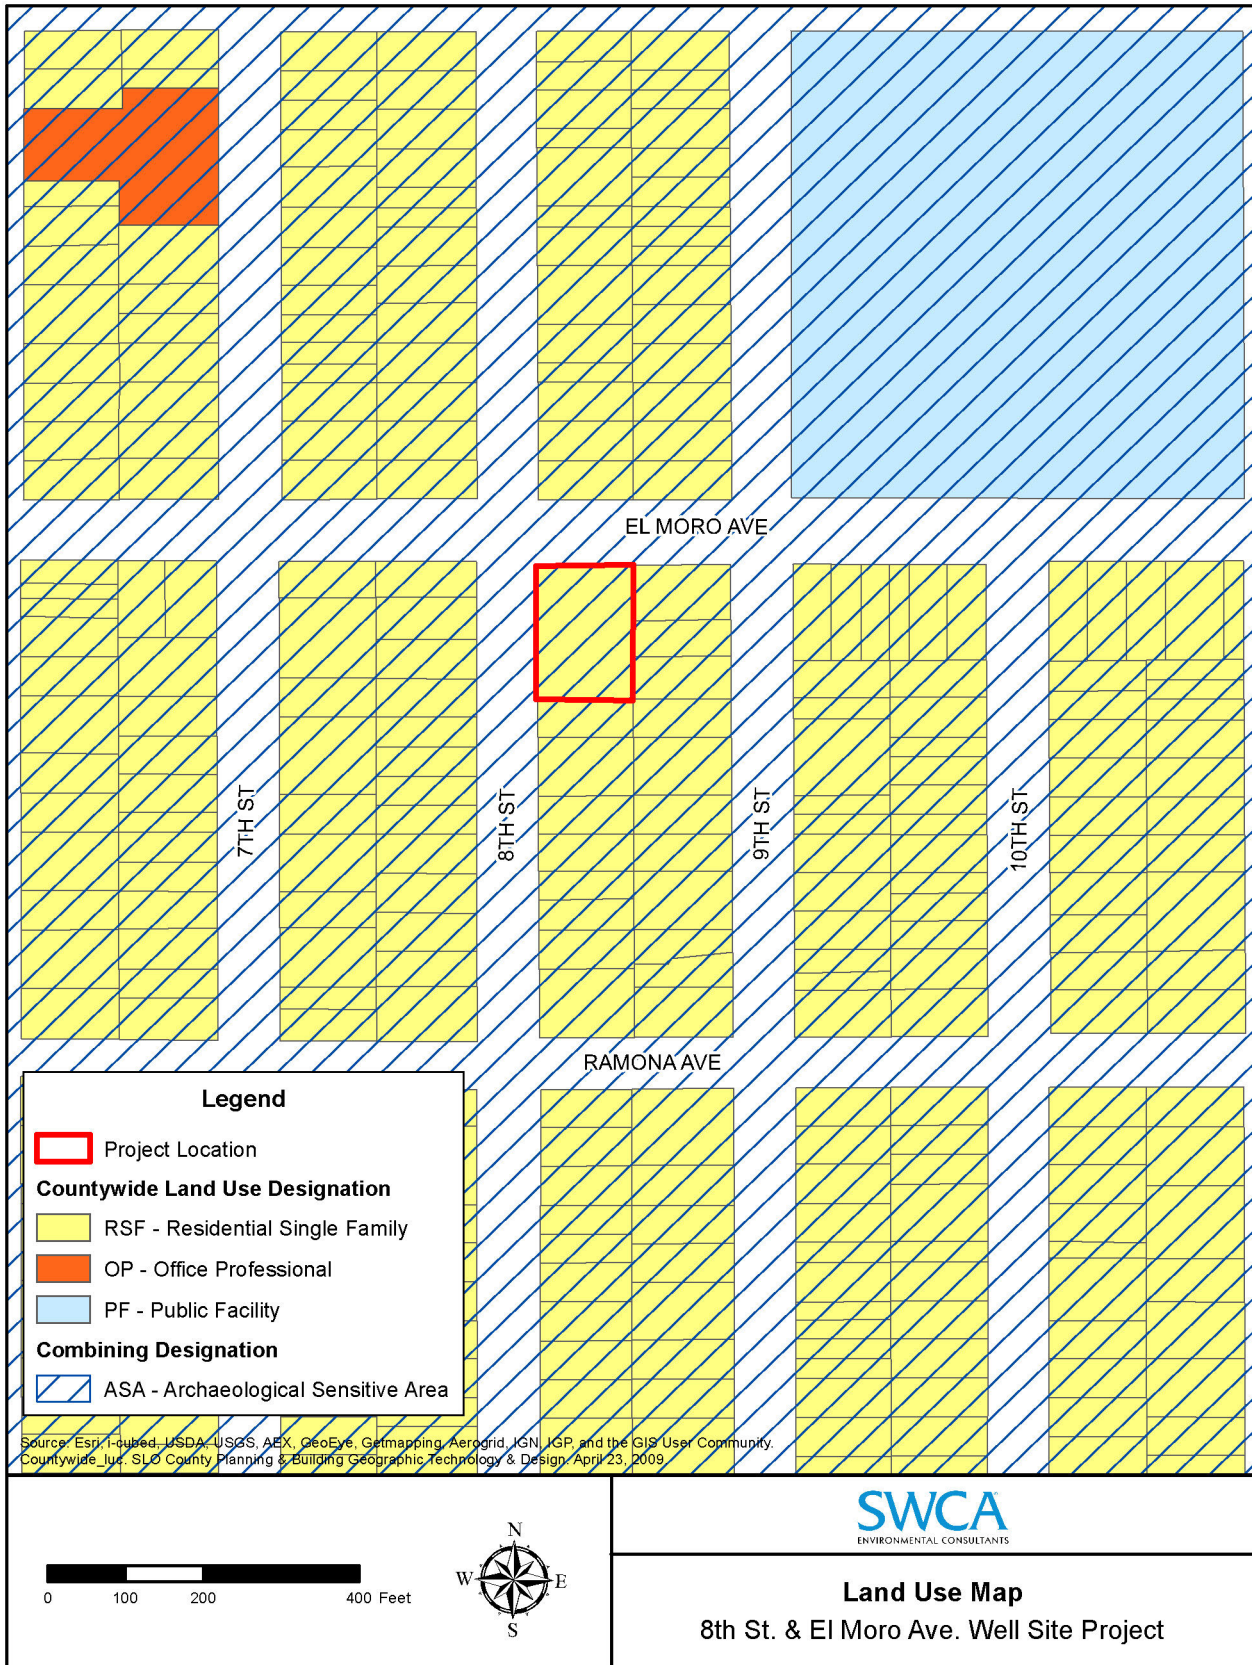 EL MORO AVE
7TH ST
8TH ST
9TH ST
10TH ST
RAMONA AVE
Legend
Project Location
Countywide Land Use Designation
RSF - Residential Single Family
OP - Office Professional
PF - Public Facility
Combining Designation
ASA - Archaeological Sensitive Area
Source: Esri, i-cubed, USDA, USGS, AEX, GeoEye, Getmapping, Aerogrid, IGN, IGP, and the GIS User Community.
Countywide_luc. SLO County Planning & Building Geographic Technology & Design. April 23, 2009
0 100 200 400 Feet
N
W E
S
SWCA
ENVIRONMENTAL CONSULTANTS
Land Use Map
8th St. & El Moro Ave. Well Site Project